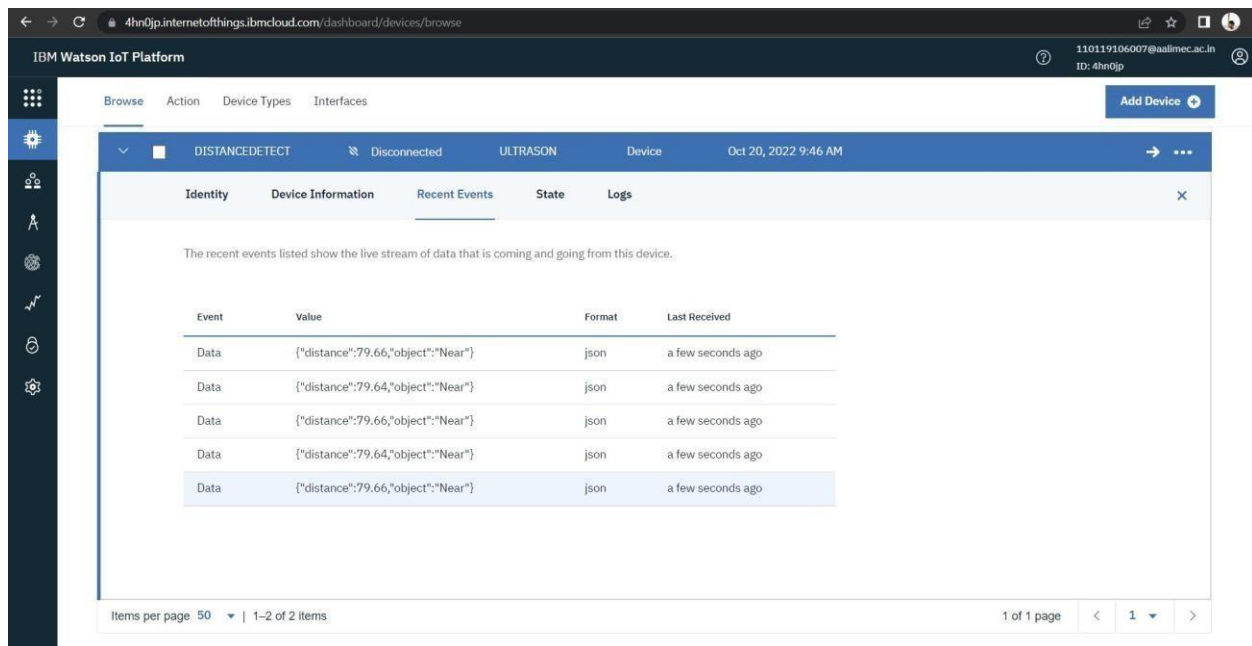 4hn0jp.internetofthings.ibmcloud.com/dashboard/devices/browse
IBM Watson IoT Platform
110119106007@aalimec.ac.in
ID: 4hn0jp
Browse Action Device Types Interfaces
Add Device
DISTANCEDETECT Disconnected ULTRASON Device Oct 20, 2022 9:46 AM
Identity Device Information Recent Events State Logs
The recent events listed show the live stream of data that is coming and going from this device.
Event Value Format Last Received
Data {"distance":79.66,"object":"Near"} json a few seconds ago
Data {"distance":79.64,"object":"Near"} json a few seconds ago
Data {"distance":79.66,"object":"Near"} json a few seconds ago
Data {"distance":79.64,"object":"Near"} json a few seconds ago
Data {"distance":79.66,"object":"Near"} json a few seconds ago
Items per page 50 | 1–2 of 2 items 1 of 1 page < 1 >